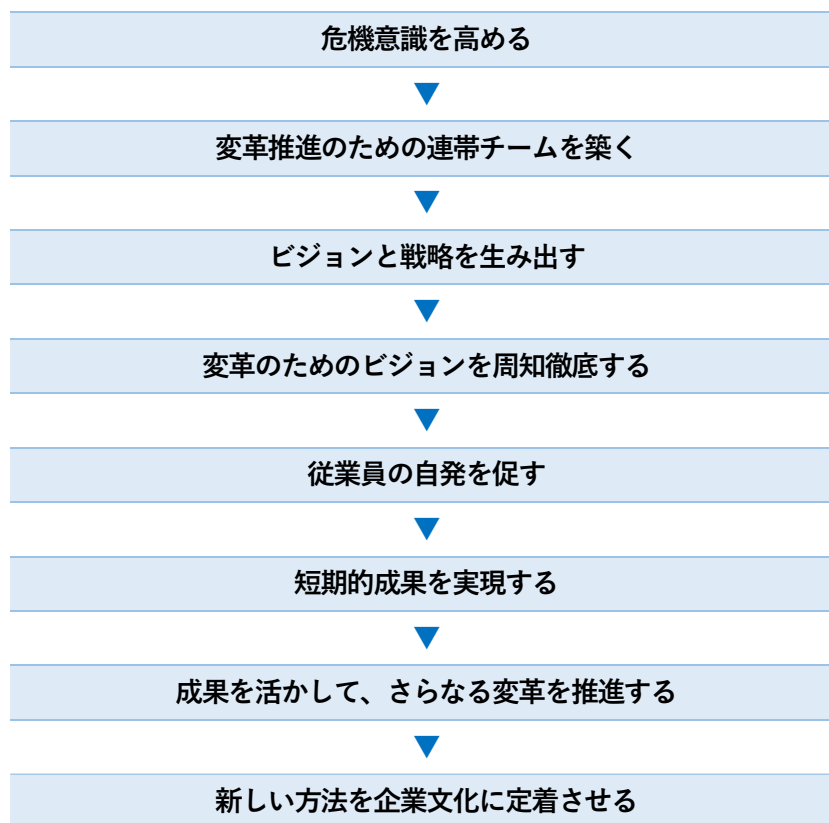 危機意識を高める
変革推進のための連帯チームを築く
ビジョンと戦略を生み出す
変革のためのビジョンを周知徹底する
従業員の自発を促す
短期的成果を実現する
成果を活かして、さらなる変革を推進する
新しい方法を企業文化に定着させる